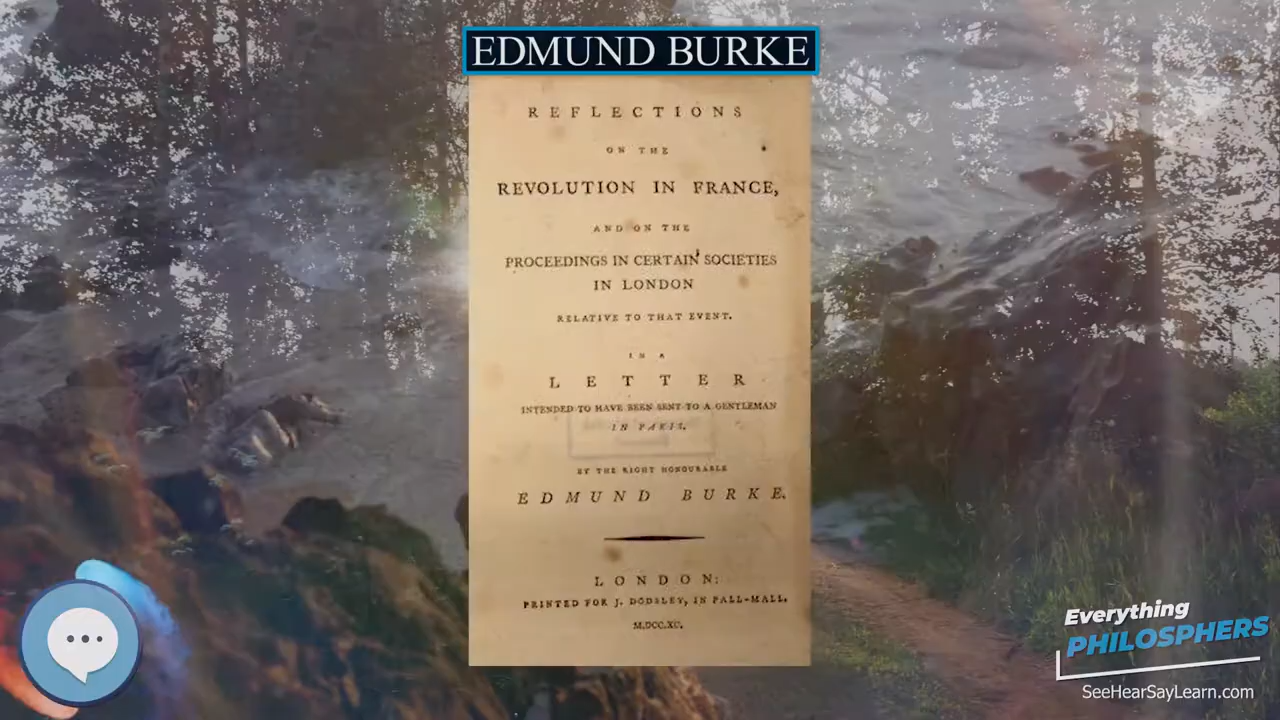 EDMUND BURKE
REFLECTIONS
ON THE
REVOLUTION IN FRANCE,
AND ON THE
PROCEEDINGS IN CERTAIN SOCIETIES
IN LONDON
RELATIVE TO THAT EVENT.
IN A
LETTER
INTENDED TO HAVE BEEN SENT TO A GENTLEMAN
IN PARIS.
BY THE RIGHT HONOURABLE
EDMUND BURKE.
LONDON:
PRINTED FOR J. DODSLEY, IN PALL-MALL.
M.DCC.XC.
Everything
PHILOSPHERS
SeeHearSayLearn.com